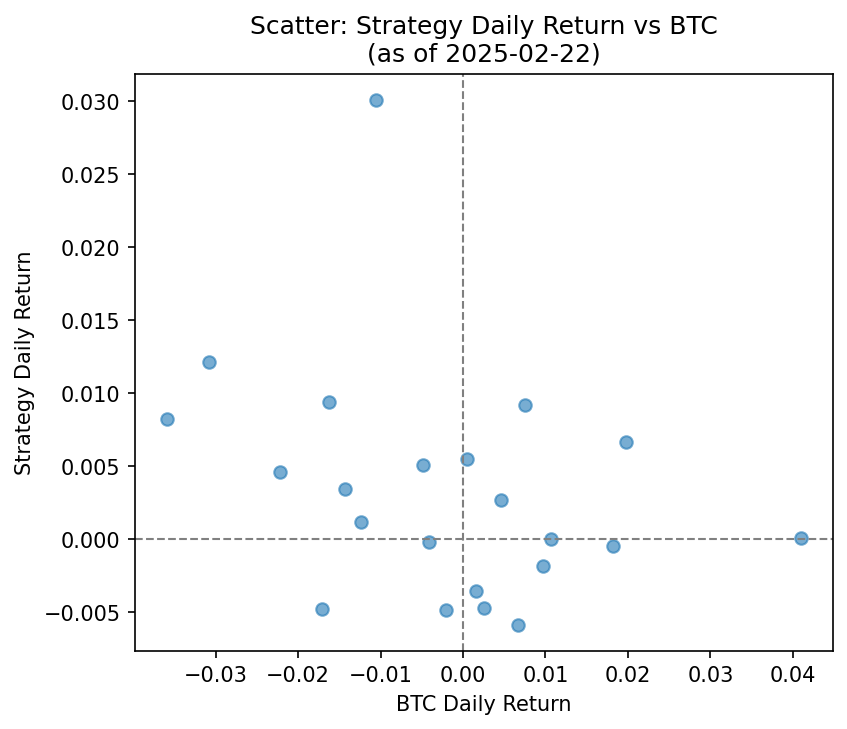 Scatter: Strategy Daily Return vs BTC
(as of 2025-02-22)
0.030
0.025
0.020
0.015
0.010
0.005
0.000
−0.005
Strategy Daily Return
−0.03 −0.02 −0.01 0.00 0.01 0.02 0.03 0.04
BTC Daily Return